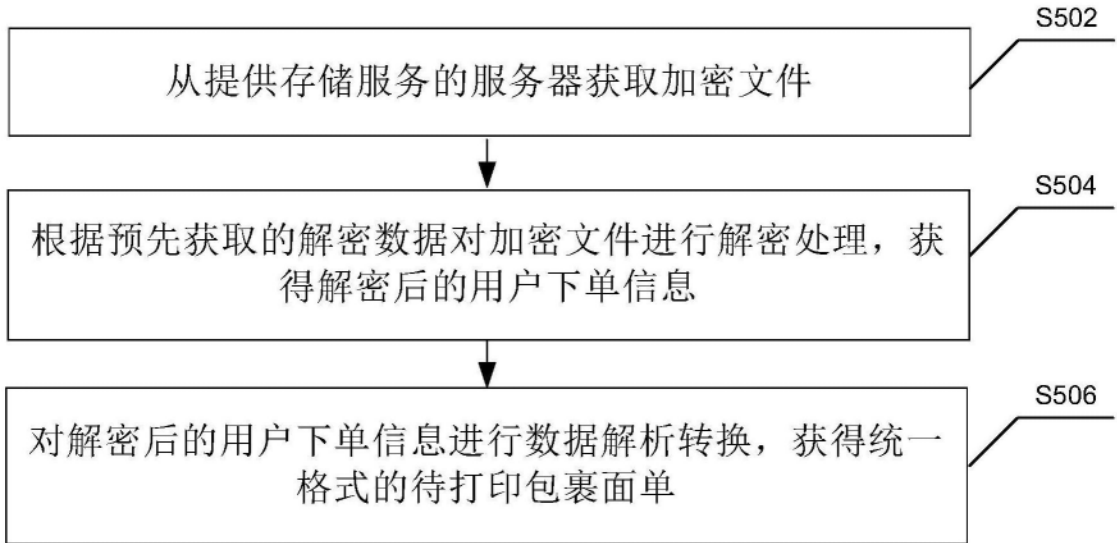 S502
从提供存储服务的服务器获取加密文件
S504
根据预先获取的解密数据对加密文件进行解密处理，获
得解密后的用户下单信息
S506
对解密后的用户下单信息进行数据解析转换，获得统一
格式的待打印包裹面单